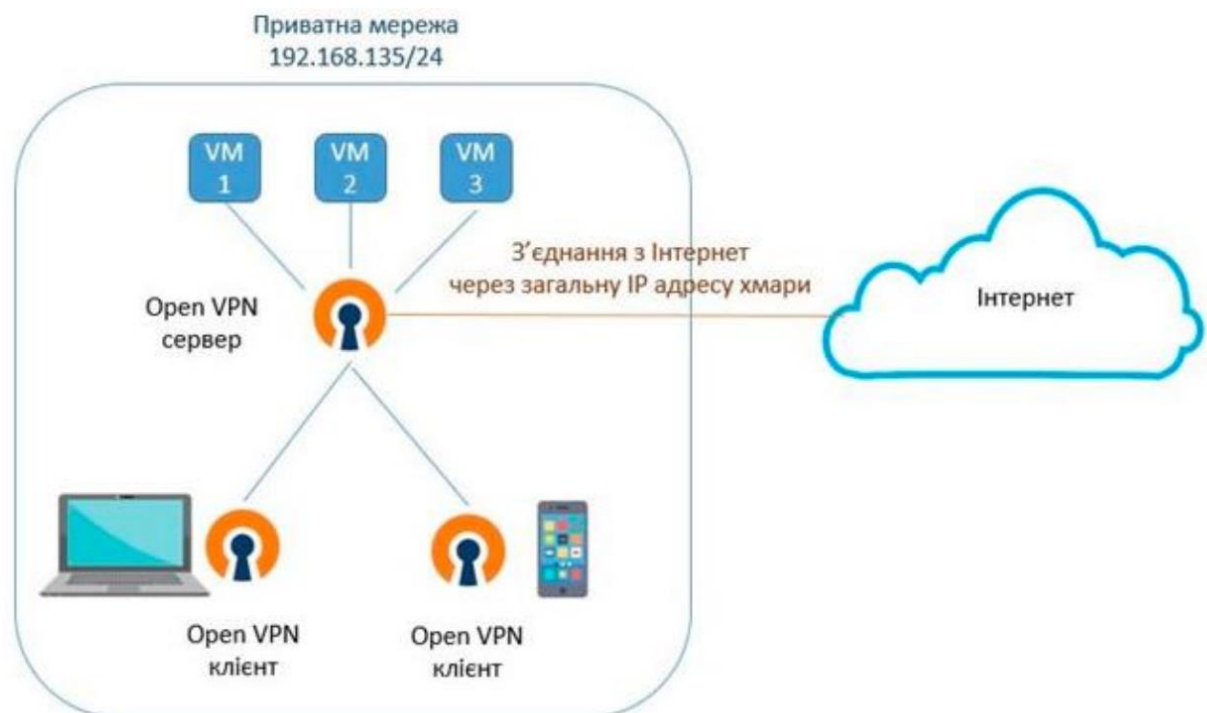 Приватна мережа
192.168.135/24
VM
1
VM
2
VM
3
З’єднання з Інтернет
через загальну IP адресу хмари
Інтернет
Open VPN
сервер
Open VPN
клієнт
Open VPN
клієнт